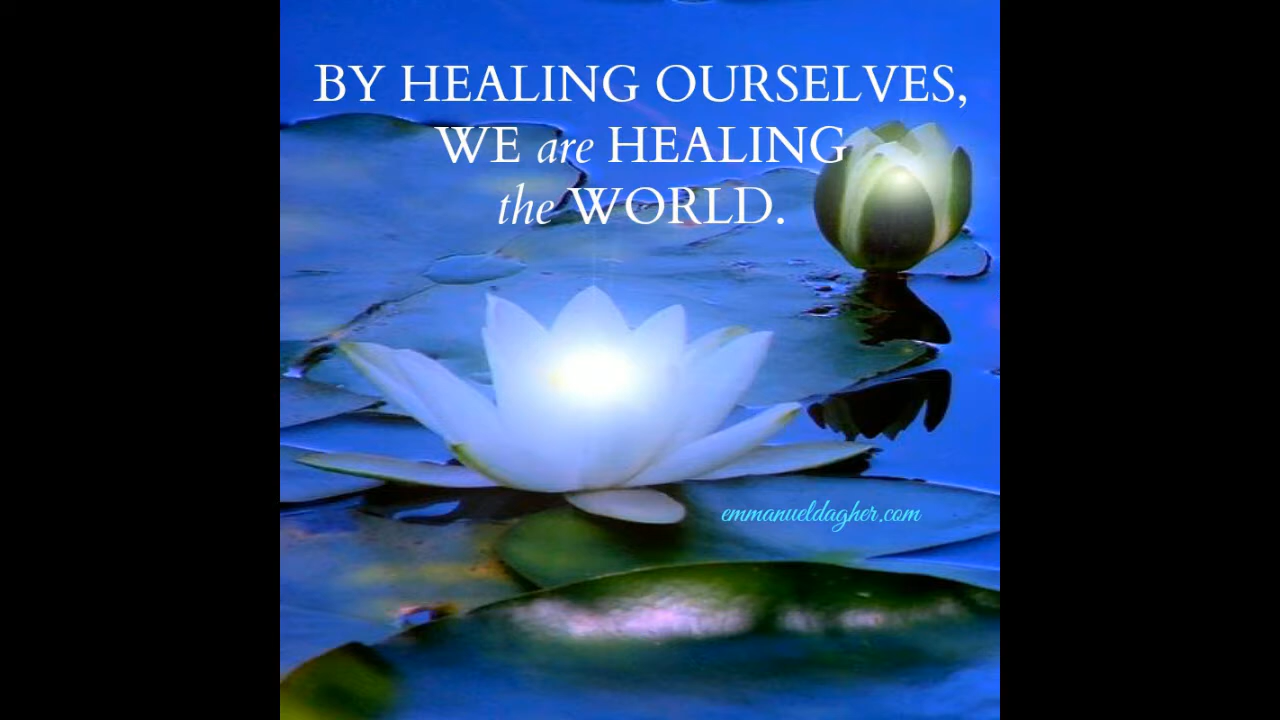 BY HEALING OURSELVES,
WE are HEALING
the WORLD.
emmanueldagher.com